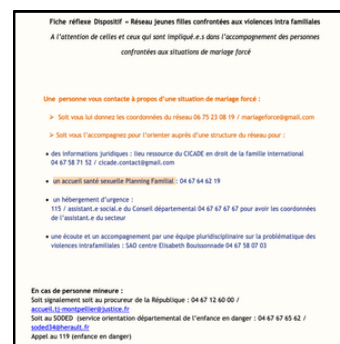 Fiche réflexe Dispositif « Réseau jeunes filles confrontées aux violences intra familiales
A l'attention de celles et ceux qui sont impliqué.e.s dans l'accompagnement des personnes
confrontées aux situations de mariage forcé
Une personne vous contacte à propos d'une situation de mariage forcé :
➢ Soit vous lui donnez les coordonnées du réseau 06 75 23 08 19 / mariageforce@gmail.com
➢ Soit vous l'accompagnez pour l'orienter auprès d'une structure du réseau pour :
• des informations juridiques : lieu ressource du CICADE en droit de la famille international
04 67 58 71 52 / cicade.contact@gmail.com
• un accueil santé sexuelle Planning Familial : 04 67 64 62 19
• un hébergement d'urgence :
115 / assistant.e social.e du Conseil départemental 04 67 67 67 67 pour avoir les coordonnées
de l'assistant.e du secteur
• une écoute et un accompagnement par une équipe pluridisciplinaire sur la problématique des
violences intrafamiliales : SAO centre Elisabeth Bouissonnade 04 67 58 07 03
En cas de personne mineure :
Soit signalement soit au procureur de la République : 04 67 12 60 00 /
accueil.tj-montpellier@justice.fr
Soit au SODED (service orientation départemental de l'enfance en danger : 04 67 67 65 62 /
soded34@herault.fr
Appel au 119 (enfance en danger)